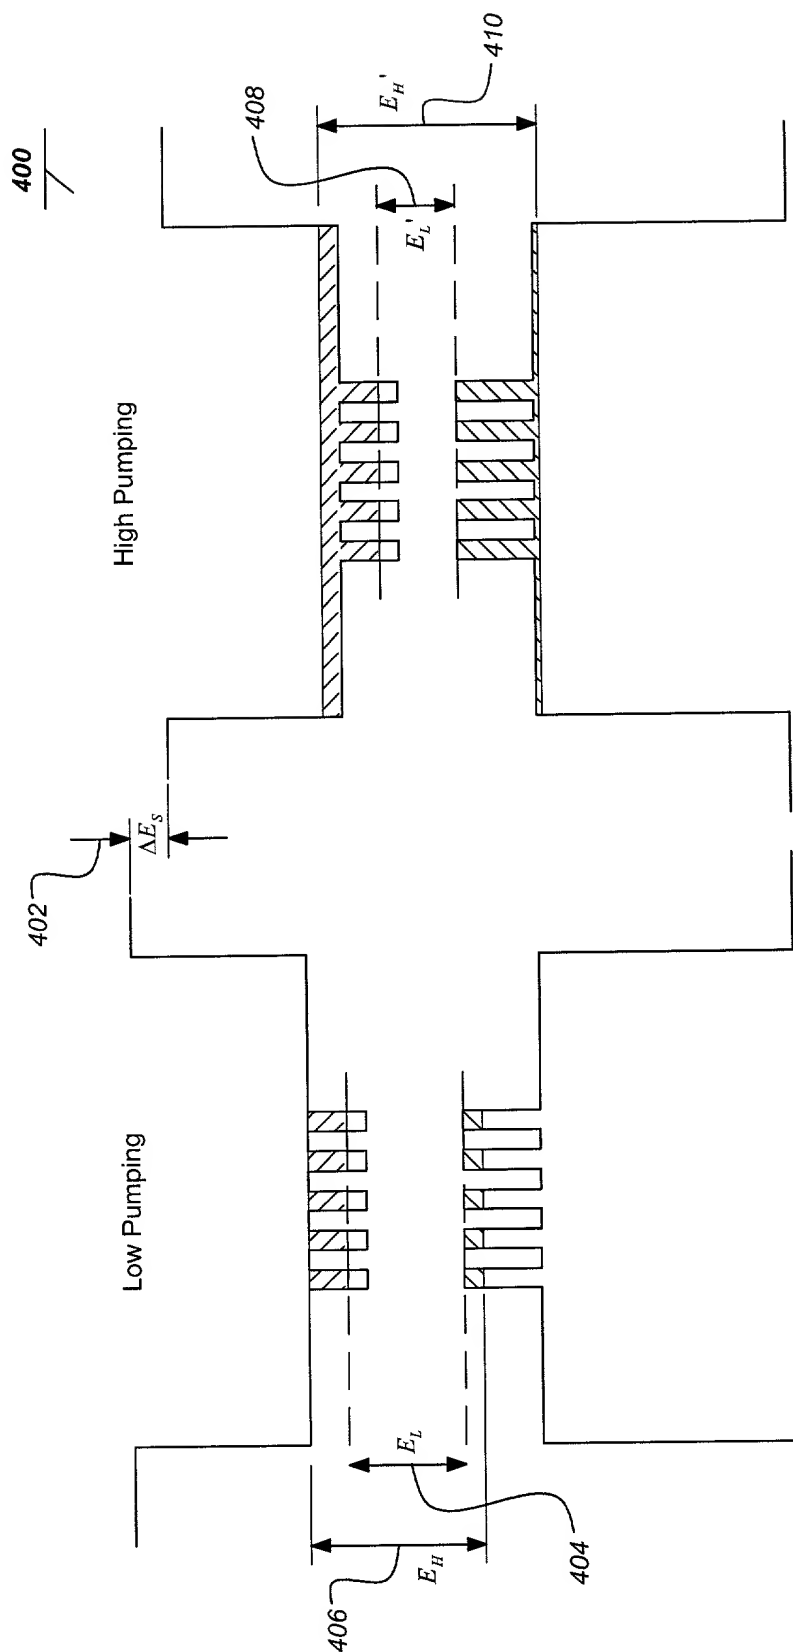 400
Low Pumping
High Pumping
402
ΔE_S
406
E_H
E_L
404
408
E_L'
E_H'
410